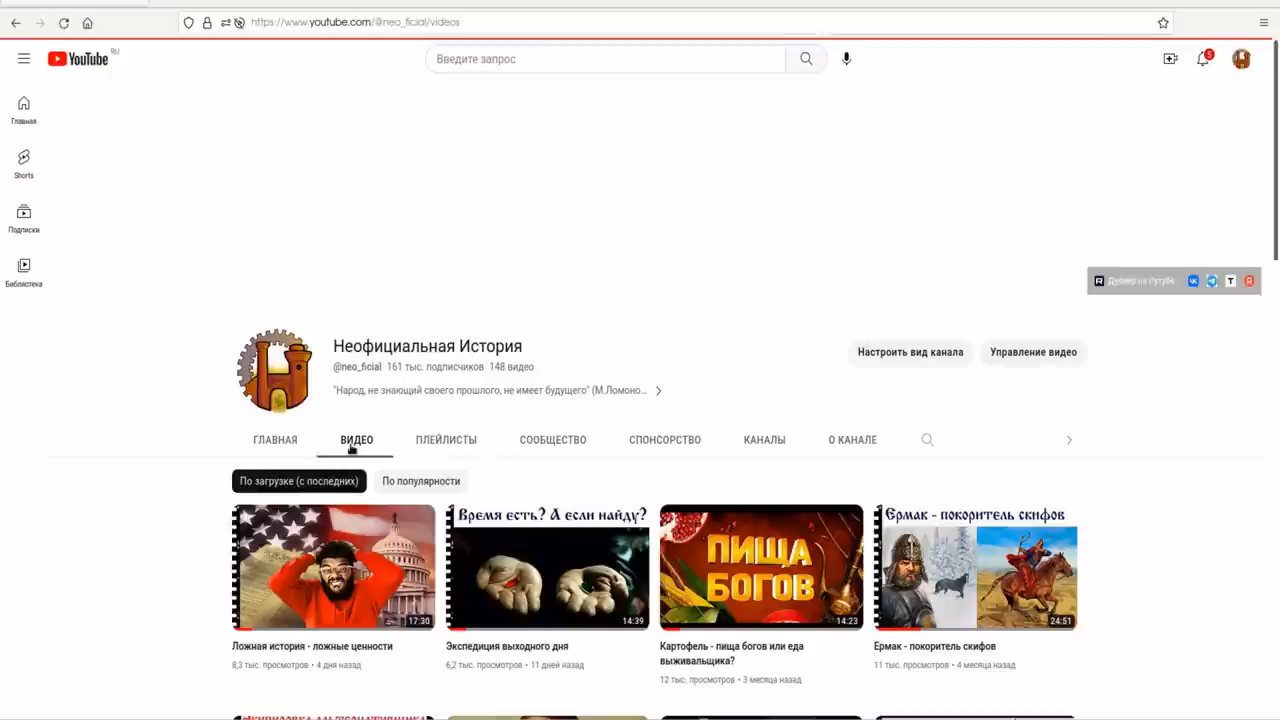 https://www.youtube.com/@neo_ficial/videos
YouTube RU
Введите запрос
5
Главная
Shorts
Подписки
Библиотека
Дублёр на Рутубе
Неофициальная История
@neo_ficial 161 тыс. подписчиков 148 видео
"Народ, не знающий своего прошлого, не имеет будущего" (М.Ломоно...
Настроить вид канала
Управление видео
ГЛАВНАЯ
ВИДЕО
ПЛЕЙЛИСТЫ
СООБЩЕСТВО
СПОНСОРСТВО
КАНАЛЫ
О КАНАЛЕ
По загрузке (с последних)
По популярности
17:30
Время есть? А если найду?
14:39
ПИЩА
БОГОВ
14:23
Ермак - покоритель скифов
24:51
Ложная история - ложные ценности
8,3 тыс. просмотров • 4 дня назад
Экспедиция выходного дня
6,2 тыс. просмотров • 11 дней назад
Картофель - пища богов или еда
выживальщика?
12 тыс. просмотров • 3 месяца назад
Ермак - покоритель скифов
11 тыс. просмотров • 4 месяца назад